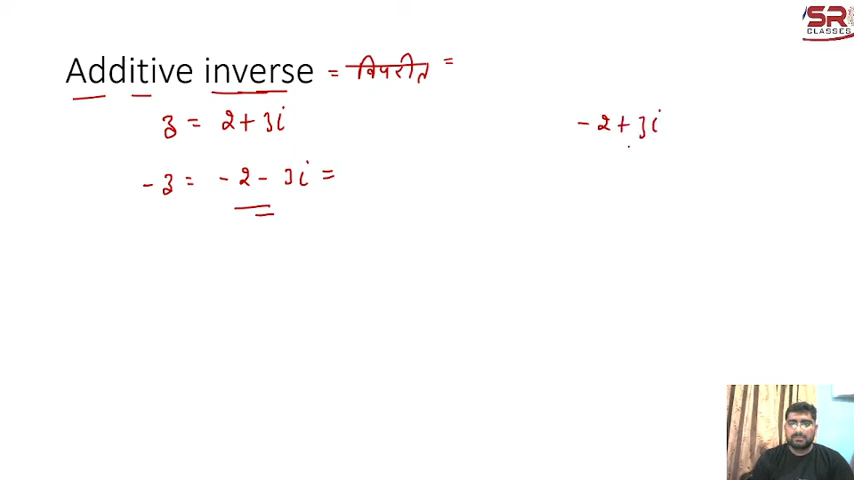 SR
CLASSES
Additive inverse = विपरीत =
z = 2 + 3i
-2 + 3i
-z = -2 - 3i =